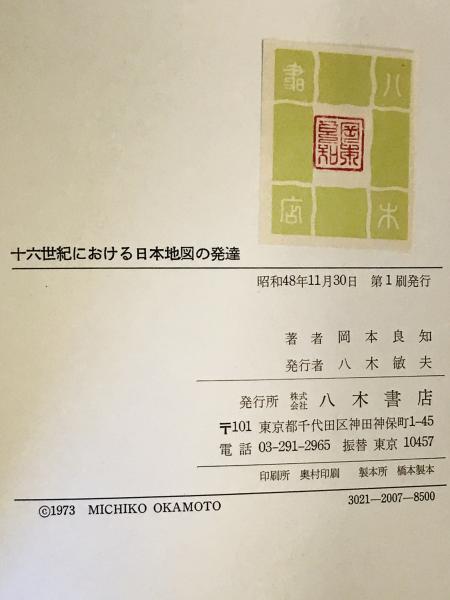 八木
書店
岡本
良知
十六世紀における日本地図の発達
昭和48年11月30日　第1刷発行
著者　岡本良知
発行者　八木敏夫
発行所　株式会社　八木書店
〒101 東京都千代田区神田神保町1-45
電話 03-291-2965　振替 東京 10457
印刷所　奥村印刷　製本所　橋本製本
©1973 MICHIKO OKAMOTO　3021—2007—8500